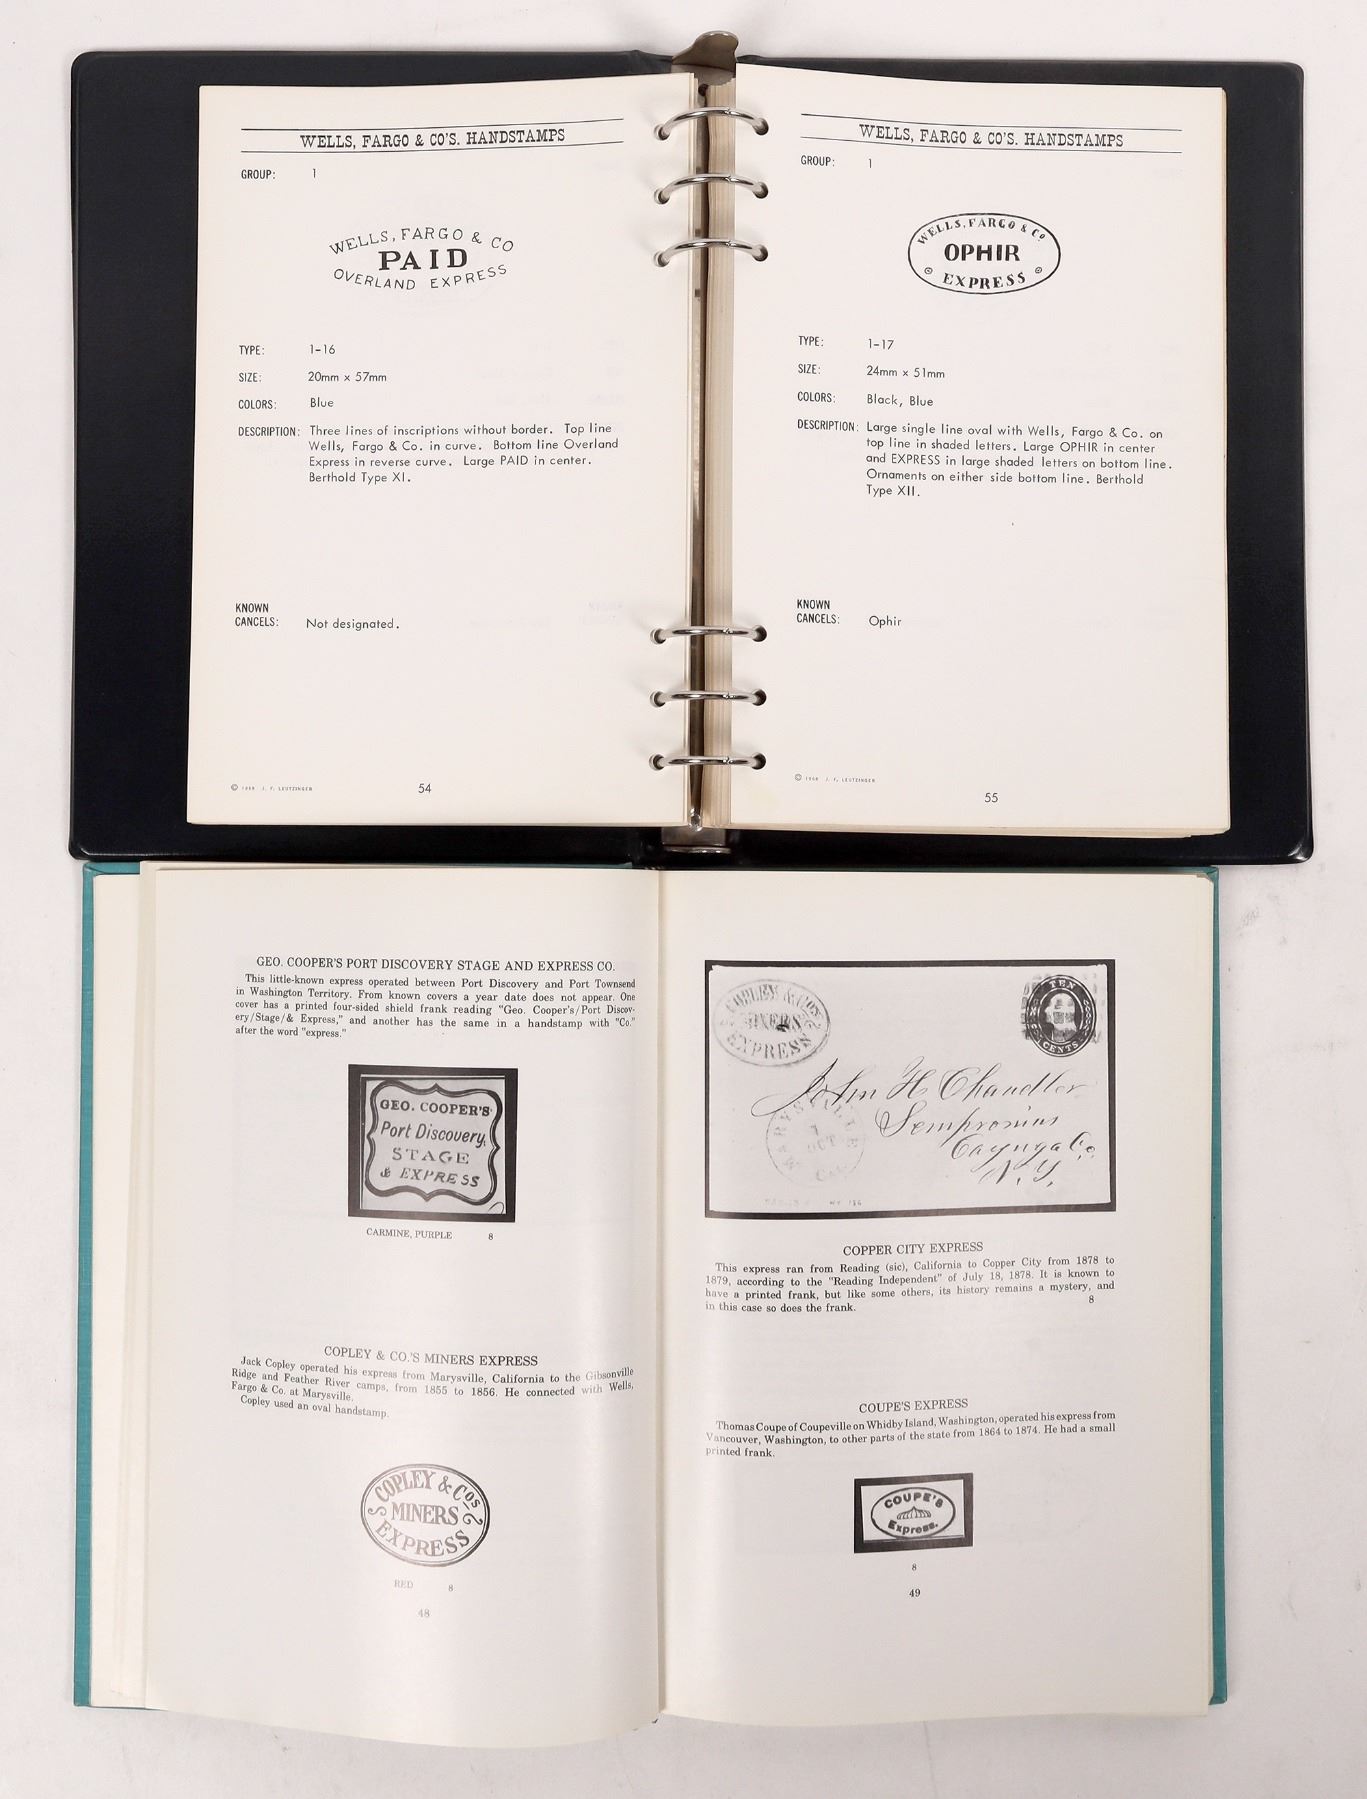 WELLS, FARGO & CO'S. HANDSTAMPS
GROUP: 1
WELLS, FARGO & CO
PAID
OVERLAND EXPRESS
TYPE: 1-16
SIZE: 20mm x 57mm
COLORS: Blue
DESCRIPTION: Three lines of inscriptions without border. Top line
Wells, Fargo & Co. in curve. Bottom line Overland
Express in reverse curve. Large PAID in center.
Berthold Type XI.
KNOWN
CANCELS: Not designated.
© 1968 J. F. LEUTZINGER
54
WELLS, FARGO & CO'S. HANDSTAMPS
GROUP: 1
WELLS, FARGO & Co
OPHIR
EXPRESS
TYPE: 1-17
SIZE: 24mm x 51mm
COLORS: Black, Blue
DESCRIPTION: Large single line oval with Wells, Fargo & Co. on
top line in shaded letters. Large OPHIR in center
and EXPRESS in large shaded letters on bottom line.
Ornaments on either side bottom line. Berthold
Type XII.
KNOWN
CANCELS: Ophir
© 1968 J. F. LEUTZINGER
55
GEO. COOPER'S PORT DISCOVERY STAGE AND EXPRESS CO.
This little-known express operated between Port Discovery and Port Townsend
in Washington Territory. From known covers a year date does not appear. One
cover has a printed four-sided shield frank reading "Geo. Cooper's/Port Discov-
ery/Stage/& Express," and another has the same in a handstamp with "Co."
after the word "express."
GEO. COOPER'S
Port Discovery,
STAGE
& EXPRESS
CARMINE, PURPLE 8
COPLEY & CO.'S MINERS EXPRESS
Jack Copley operated his express from Marysville, California to the Gibsonville
Ridge and Feather River camps, from 1855 to 1856. He connected with Wells,
Fargo & Co. at Marysville.
Copley used an oval handstamp.
COPLEY & Cos
MINERS
EXPRESS
RED 8
48
COPLEY & Co's
MINERS
EXPRESS
TEN
CENTS
John H Chandler
Sempronius
Cayuga Co.
N. Y.
MARYSVILLE
7
OCT
CAL
COPPER CITY EXPRESS
This express ran from Reading (sic), California to Copper City from 1878 to
1879, according to the "Reading Independent" of July 18, 1878. It is known to
have a printed frank, but like some others, its history remains a mystery, and
in this case so does the frank. 8
COUPE'S EXPRESS
Thomas Coupe of Coupeville on Whidby Island, Washington, operated his express from
Vancouver, Washington, to other parts of the state from 1864 to 1874. He had a small
printed frank.
COUPE'S
Express.
8
49